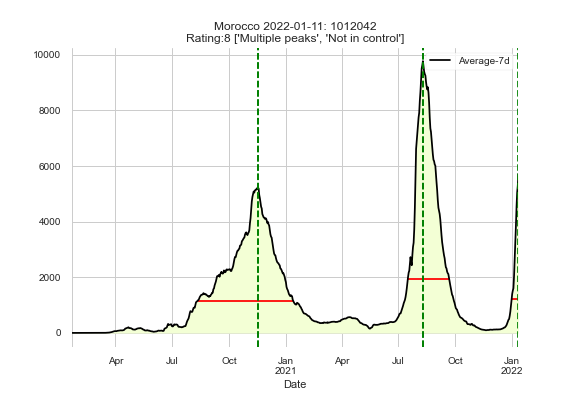 Morocco 2022-01-11: 1012042
Rating:8 ['Multiple peaks', 'Not in control']
Average-7d
10000
8000
6000
4000
2000
0
Apr
Jul
Oct
Jan
2021
Apr
Jul
Oct
Jan
2022
Date